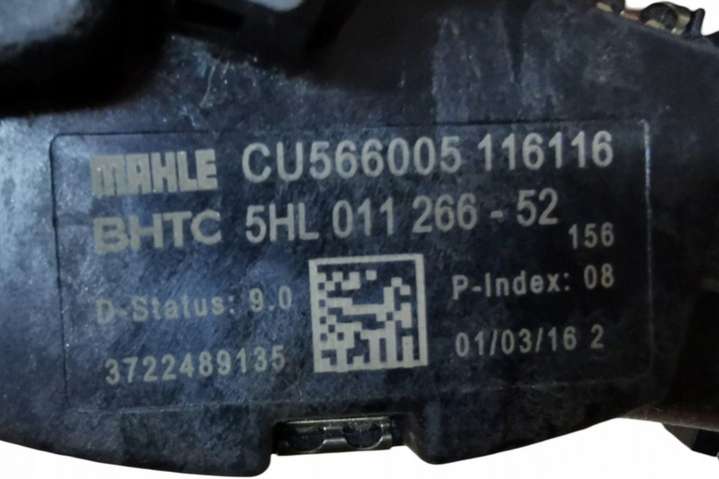 MAHLE CU566005 116116
BHTC 5HL 011 266 - 52 156
D-Status: 9.0 P-Index: 08
3722489135 01/03/16 2